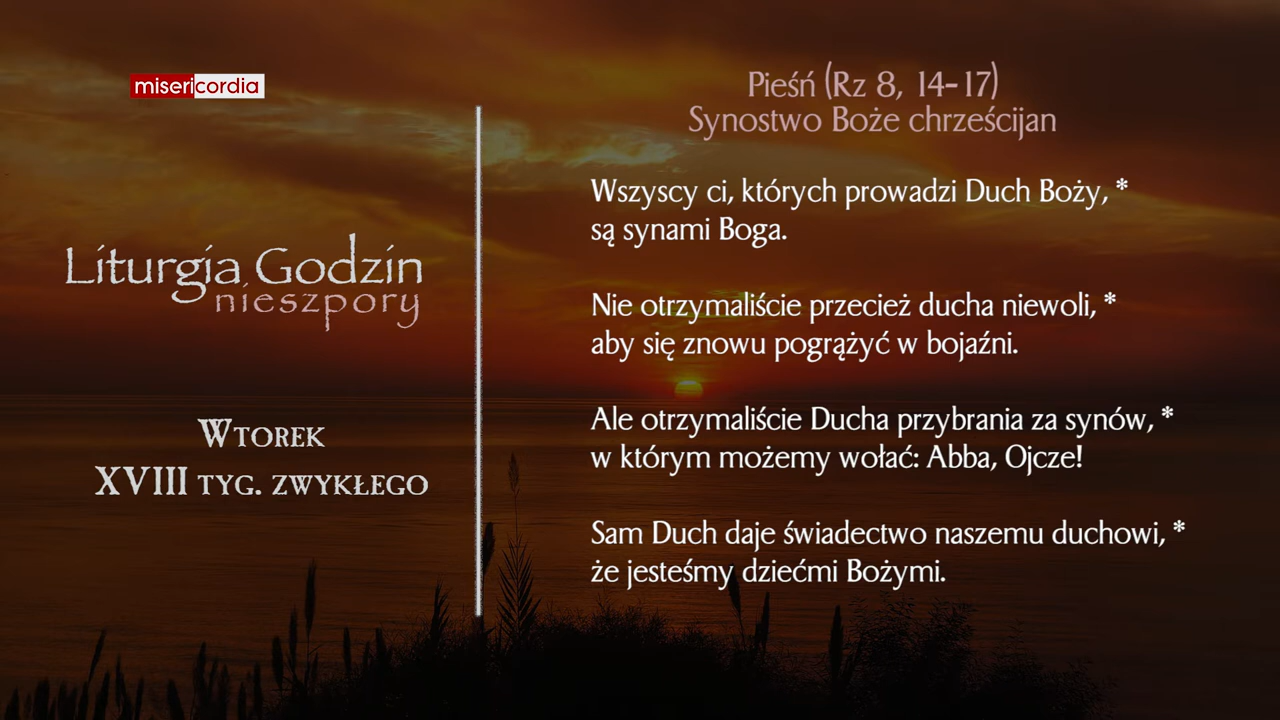 misericordia
Liturgia Godzin
nieszpory
Wtorek
XVIII tyg. zwykłego
Pieśń (Rz 8, 14-17)
Synostwo Boże chrześcijan
Wszyscy ci, których prowadzi Duch Boży, *
są synami Boga.
Nie otrzymaliście przecież ducha niewoli, *
aby się znowu pogrążyć w bojaźni.
Ale otrzymaliście Ducha przybrania za synów, *
w którym możemy wołać: Abba, Ojcze!
Sam Duch daje świadectwo naszemu duchowi, *
że jesteśmy dziećmi Bożymi.